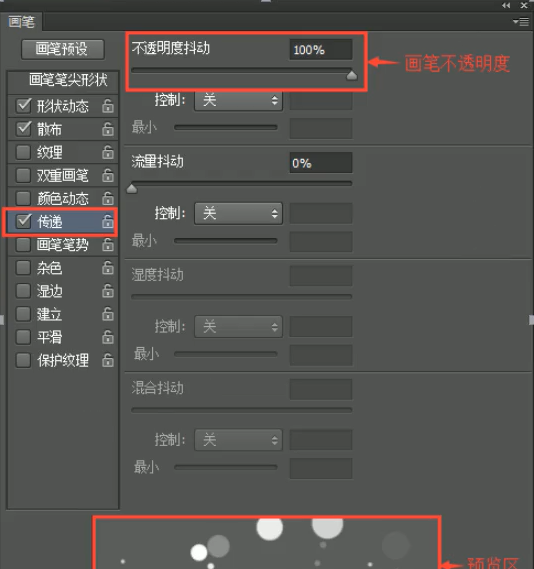 画笔
画笔预设
画笔笔尖形状
形状动态
散布
纹理
双重画笔
颜色动态
传递
画笔笔势
杂色
湿边
建立
平滑
保护纹理
不透明度抖动 100%
控制: 关
最小
流量抖动 0%
控制: 关
最小
湿度抖动
控制: 关
最小
混合抖动
控制: 关
最小
画笔不透明度
预览区